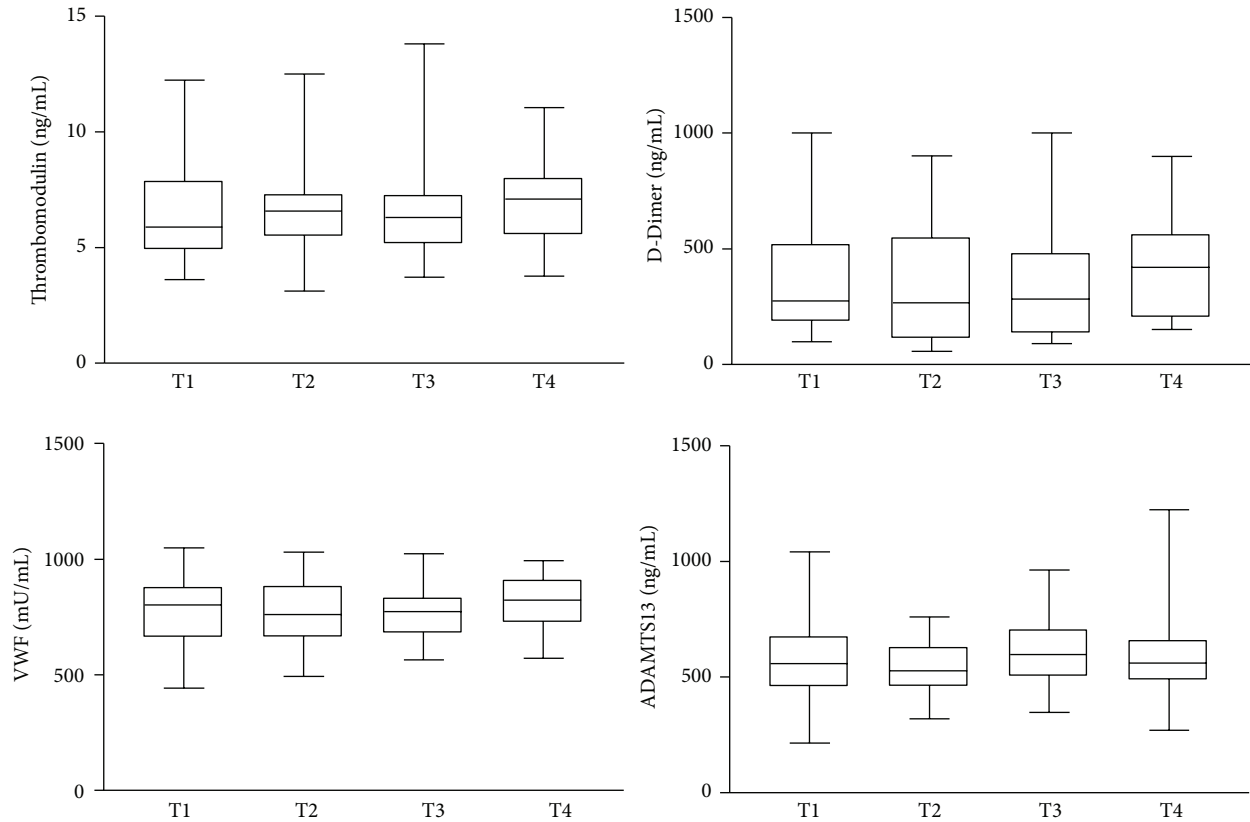 Thrombomodulin (ng/mL)
15
10
5
0
T1 T2 T3 T4
D-Dimer (ng/mL)
1500
1000
500
0
T1 T2 T3 T4
VWF (mU/mL)
1500
1000
500
0
T1 T2 T3 T4
ADAMTS13 (ng/mL)
1500
1000
500
0
T1 T2 T3 T4